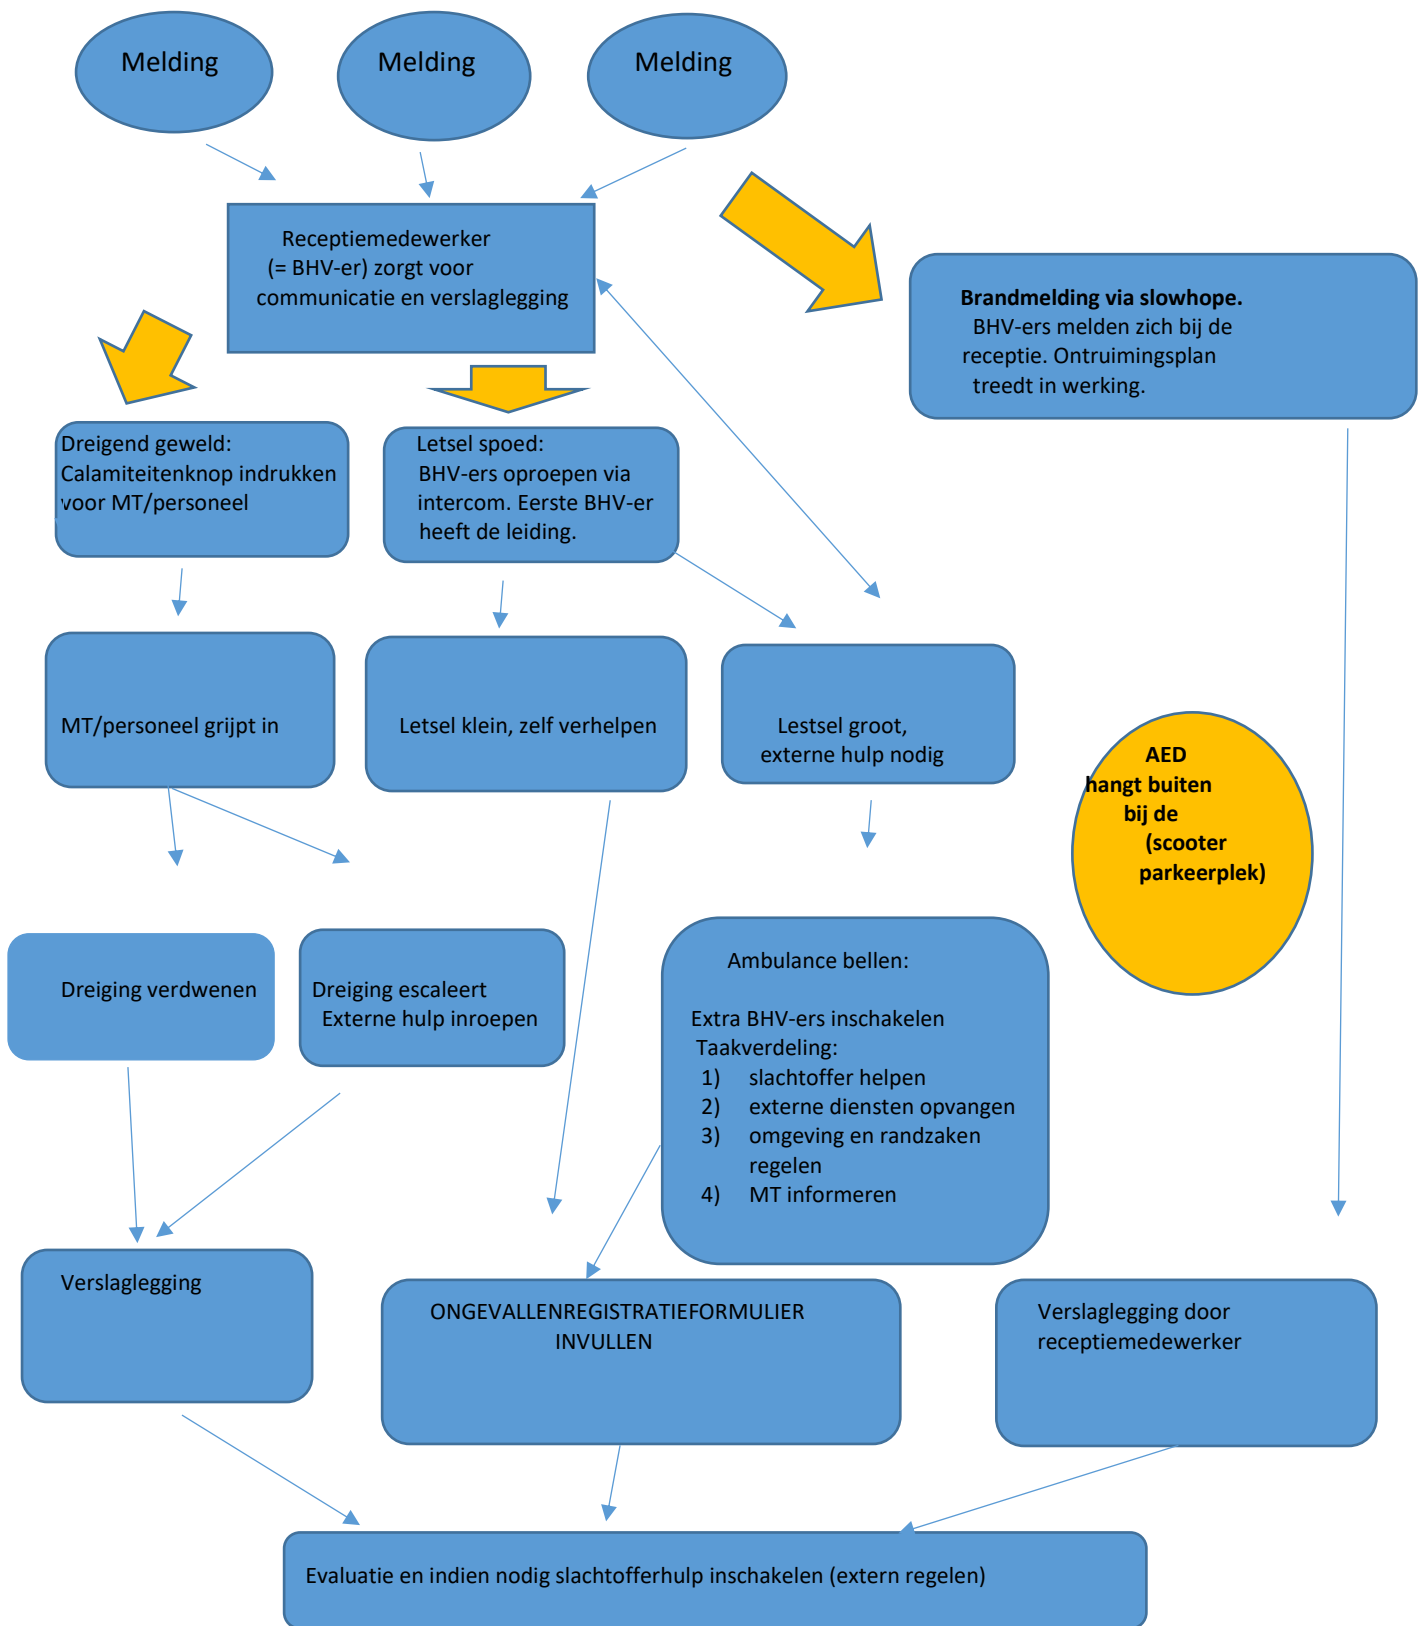 Melding
Melding
Melding
Receptiemedewerker
(= BHV-er) zorgt voor
communicatie en verslaglegging
Brandmelding via slowhope.
BHV-ers melden zich bij de
receptie. Ontruimingsplan
treedt in werking.
Dreigend geweld:
Calamiteitenknop indrukken
voor MT/personeel
Letsel spoed:
BHV-ers oproepen via
intercom. Eerste BHV-er
heeft de leiding.
MT/personeel grijpt in
Letsel klein, zelf verhelpen
Lestsel groot,
externe hulp nodig
AED
hangt buiten
bij de
(scooter
parkeerplek)
Dreiging verdwenen
Dreiging escaleert
Externe hulp inroepen
Ambulance bellen:
Extra BHV-ers inschakelen
Taakverdeling:
1) slachtoffer helpen
2) externe diensten opvangen
3) omgeving en randzaken
regelen
4) MT informeren
Verslaglegging
ONGEVALLENREGISTRATIEFORMULIER
INVULLEN
Verslaglegging door
receptiemedewerker
Evaluatie en indien nodig slachtofferhulp inschakelen (extern regelen)